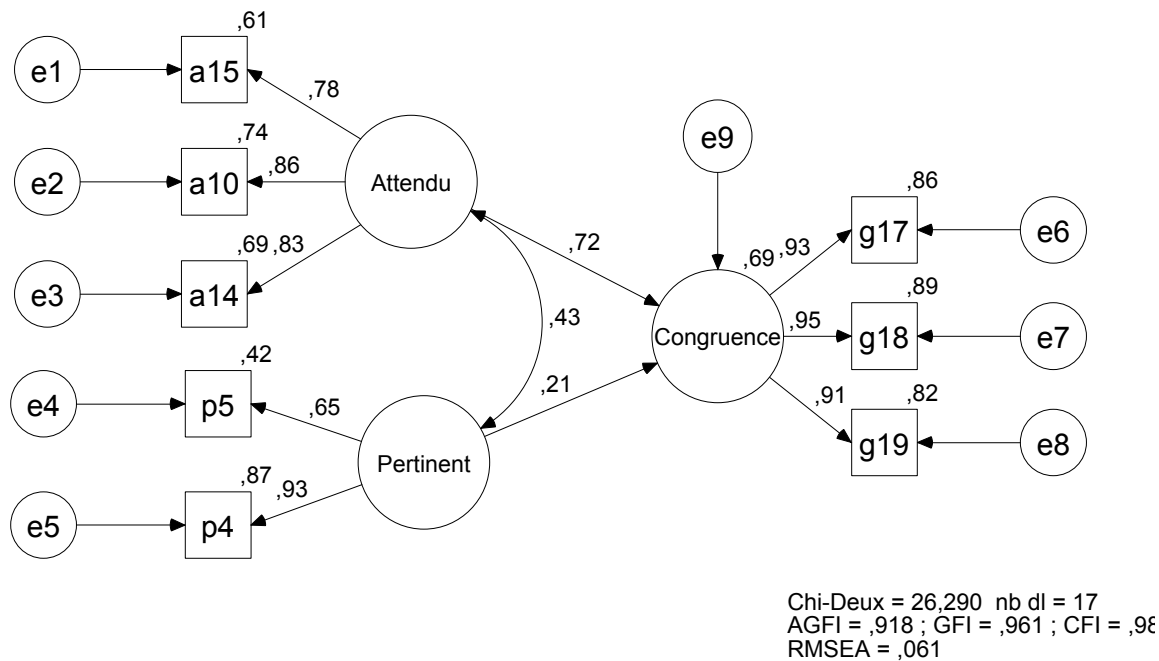 ,61
e1
a15
,78
,74
e2
a10
,86
Attendu
e9
,86
g17
e6
,69 ,83
,72
,69 ,93
e3
a14
,89
,43
Congruence
,95
g18
e7
,42
e4
p5
,65
,21
,91
,82
g19
e8
Pertinent
,87
,93
e5
p4
Chi-Deux = 26,290 nb dl = 17
AGFI = ,918 ; GFI = ,961 ; CFI = ,98
RMSEA = ,061